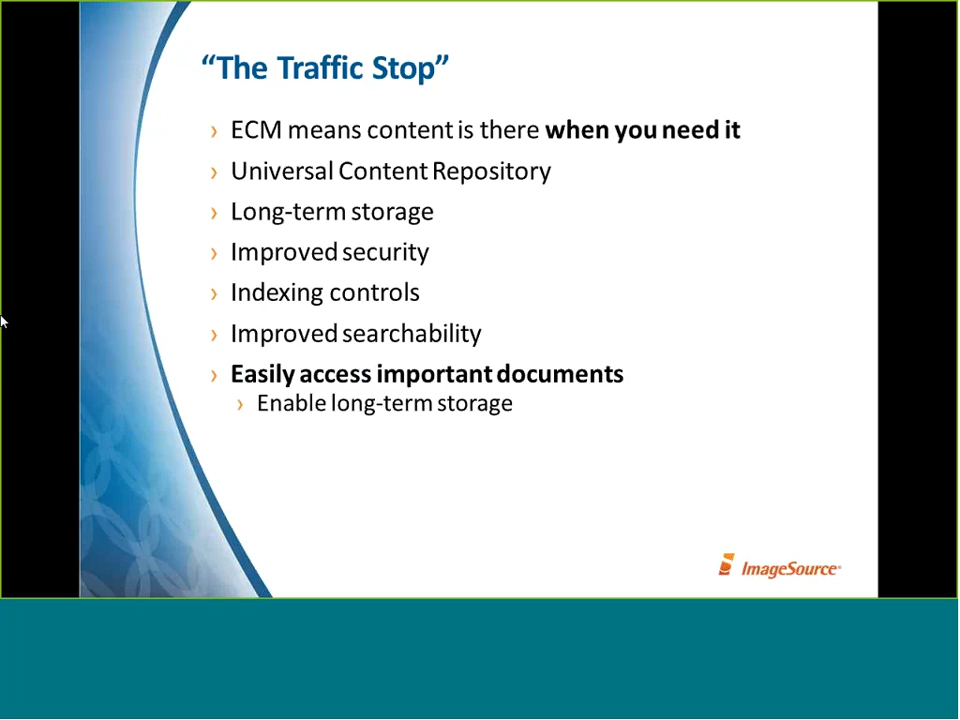 “The Traffic Stop”
› ECM means content is there when you need it
› Universal Content Repository
› Long-term storage
› Improved security
› Indexing controls
› Improved searchability
› Easily access important documents
› Enable long-term storage
ImageSource®